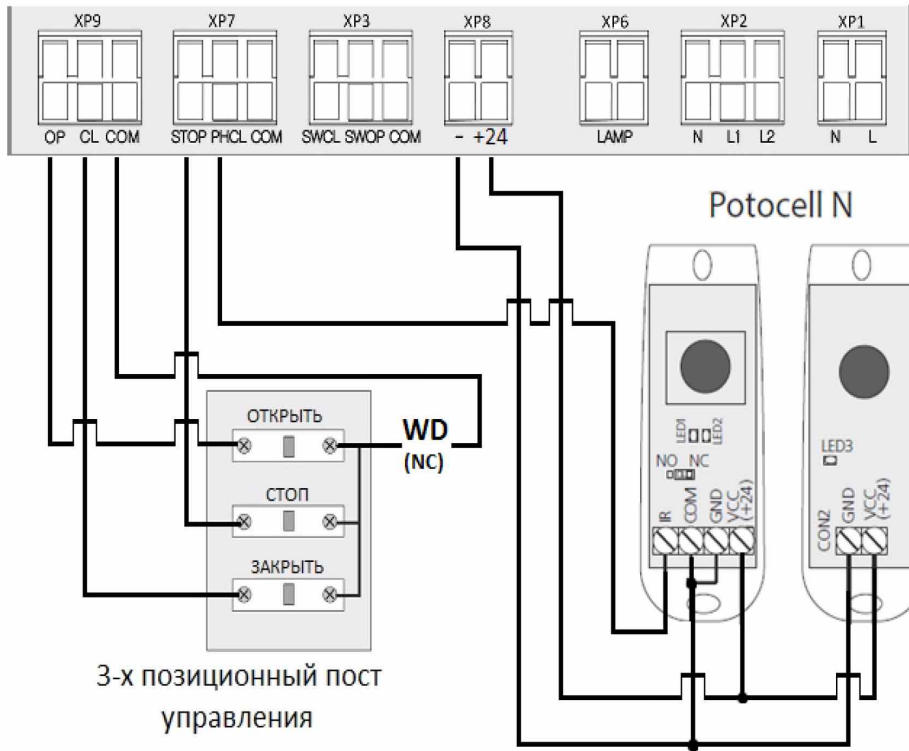 XP9 XP7 XP3 XP8 XP6 XP2 XP1
OP CL COM STOP PHCL COM SWCL SWOP COM - +24 LAMP N L1 L2 N L
Potocell N
ОТКРЫТЬ
WD
(NC)
СТОП
ЗАКРЫТЬ
3-х позиционный пост
управления
LED1 LED2
NO NC
IR COM GND VCC (+24)
LED3
CON2 GND VCC (+24)